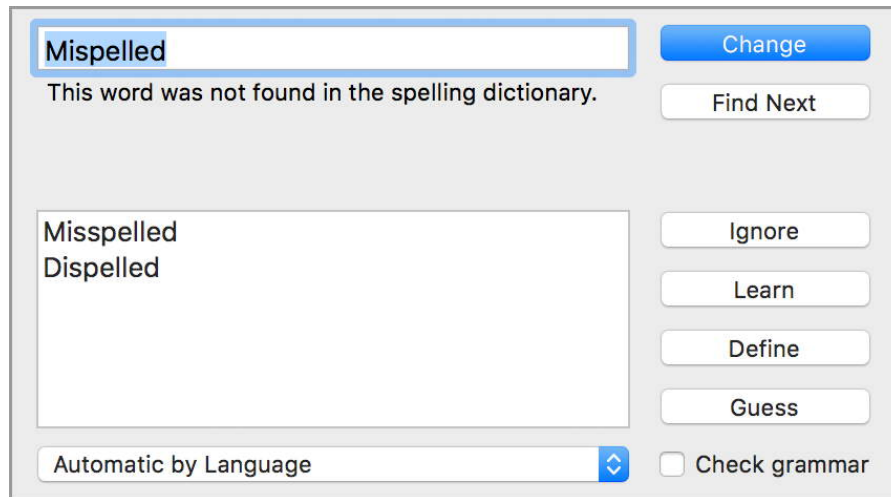 Mispelled
Change
This word was not found in the spelling dictionary.
Find Next
Misspelled
Dispelled
Ignore
Learn
Define
Guess
Automatic by Language
Check grammar